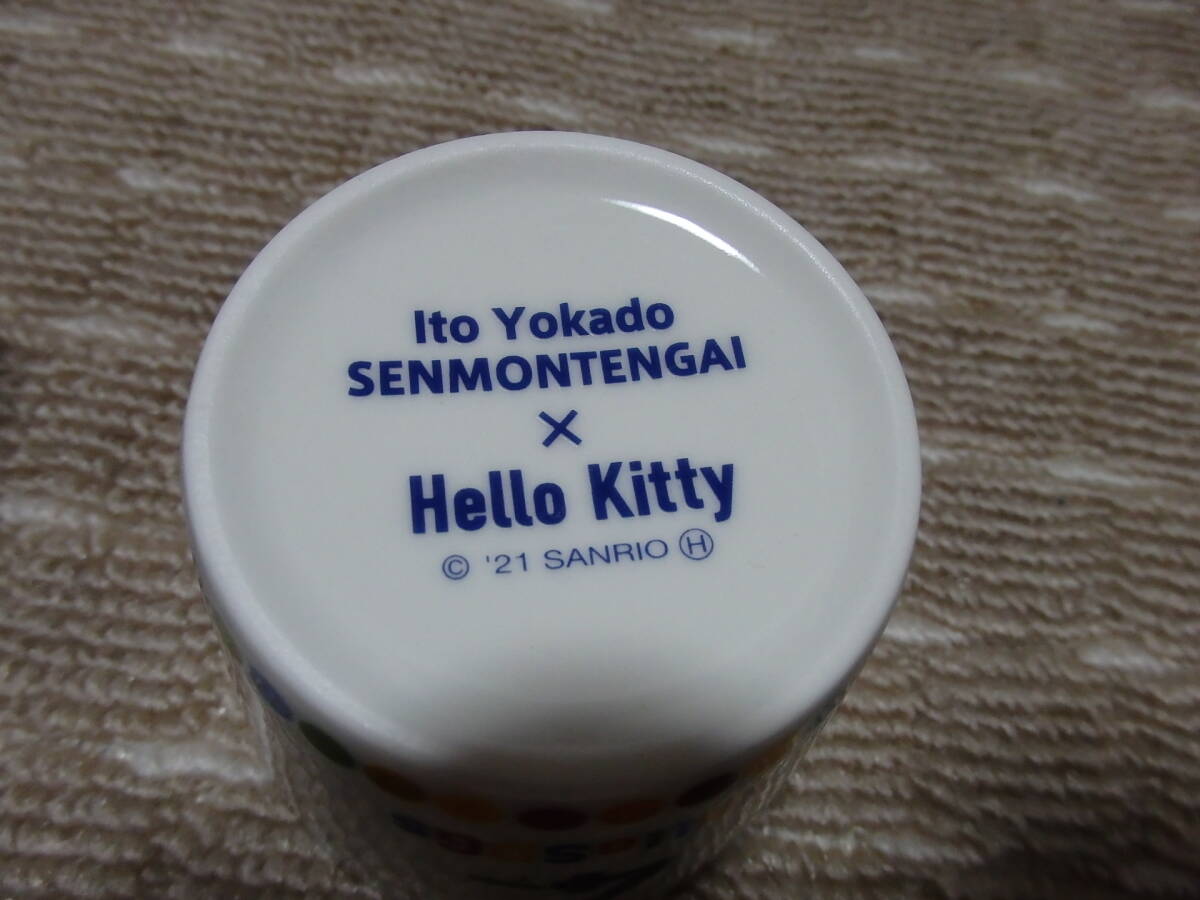 Ito Yokado
SENMONTENGAI
×
Hello Kitty
© '21 SANRIO Ⓗ